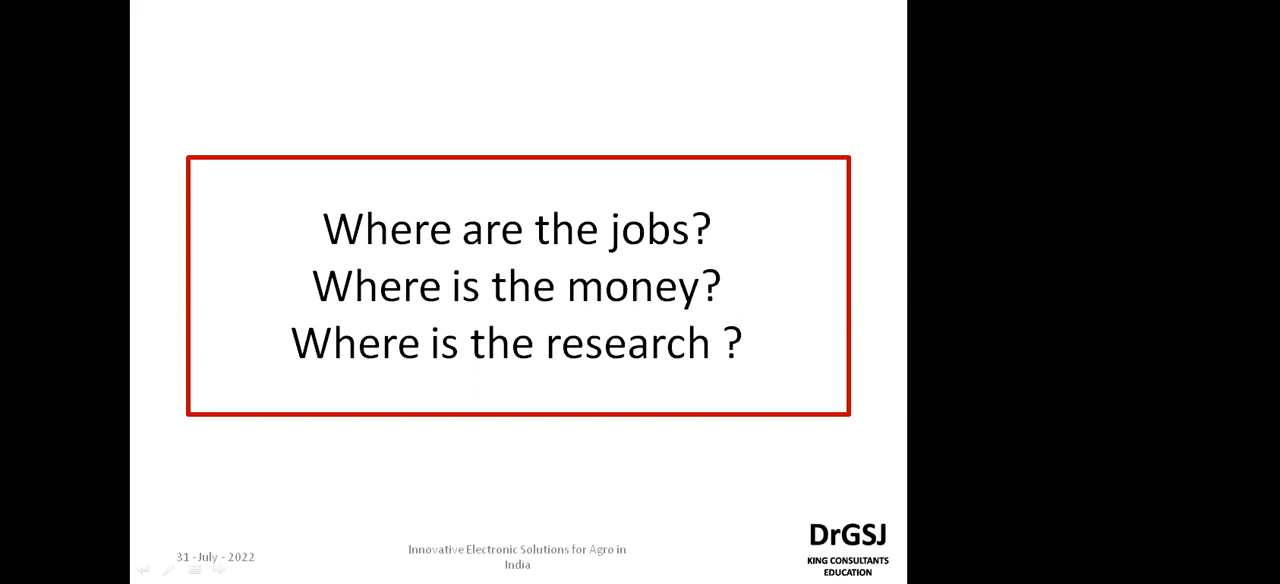 Where are the jobs?
Where is the money?
Where is the research ?
31 -July - 2022
Innovative Electronic Solutions for Agro in
India
DrGSJ
KING CONSULTANTS
EDUCATION